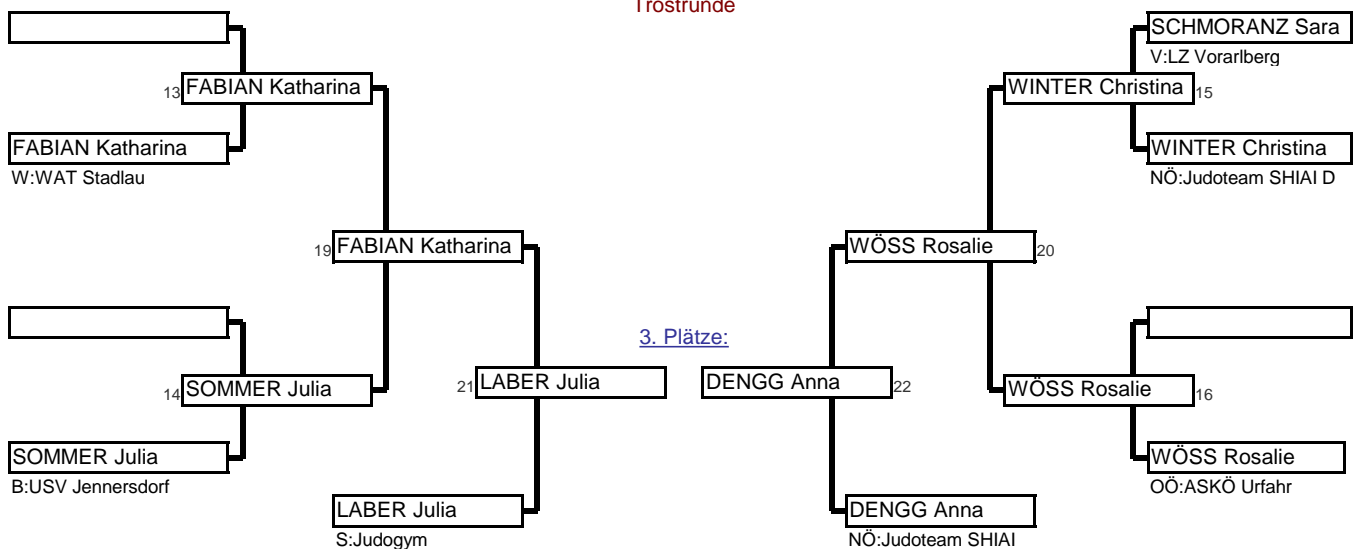 Trostrunde
SCHMORANZ Sara
V:LZ Vorarlberg
13 FABIAN Katharina
WINTER Christina 15
FABIAN Katharina
W:WAT Stadlau
WINTER Christina
NÖ:Judoteam SHIAI D
19 FABIAN Katharina
WÖSS Rosalie 20
3. Plätze:
14 SOMMER Julia
21 LABER Julia
DENGG Anna 22
WÖSS Rosalie 16
SOMMER Julia
B:USV Jennersdorf
WÖSS Rosalie
OÖ:ASKÖ Urfahr
LABER Julia
S:Judogym
DENGG Anna
NÖ:Judoteam SHIAI